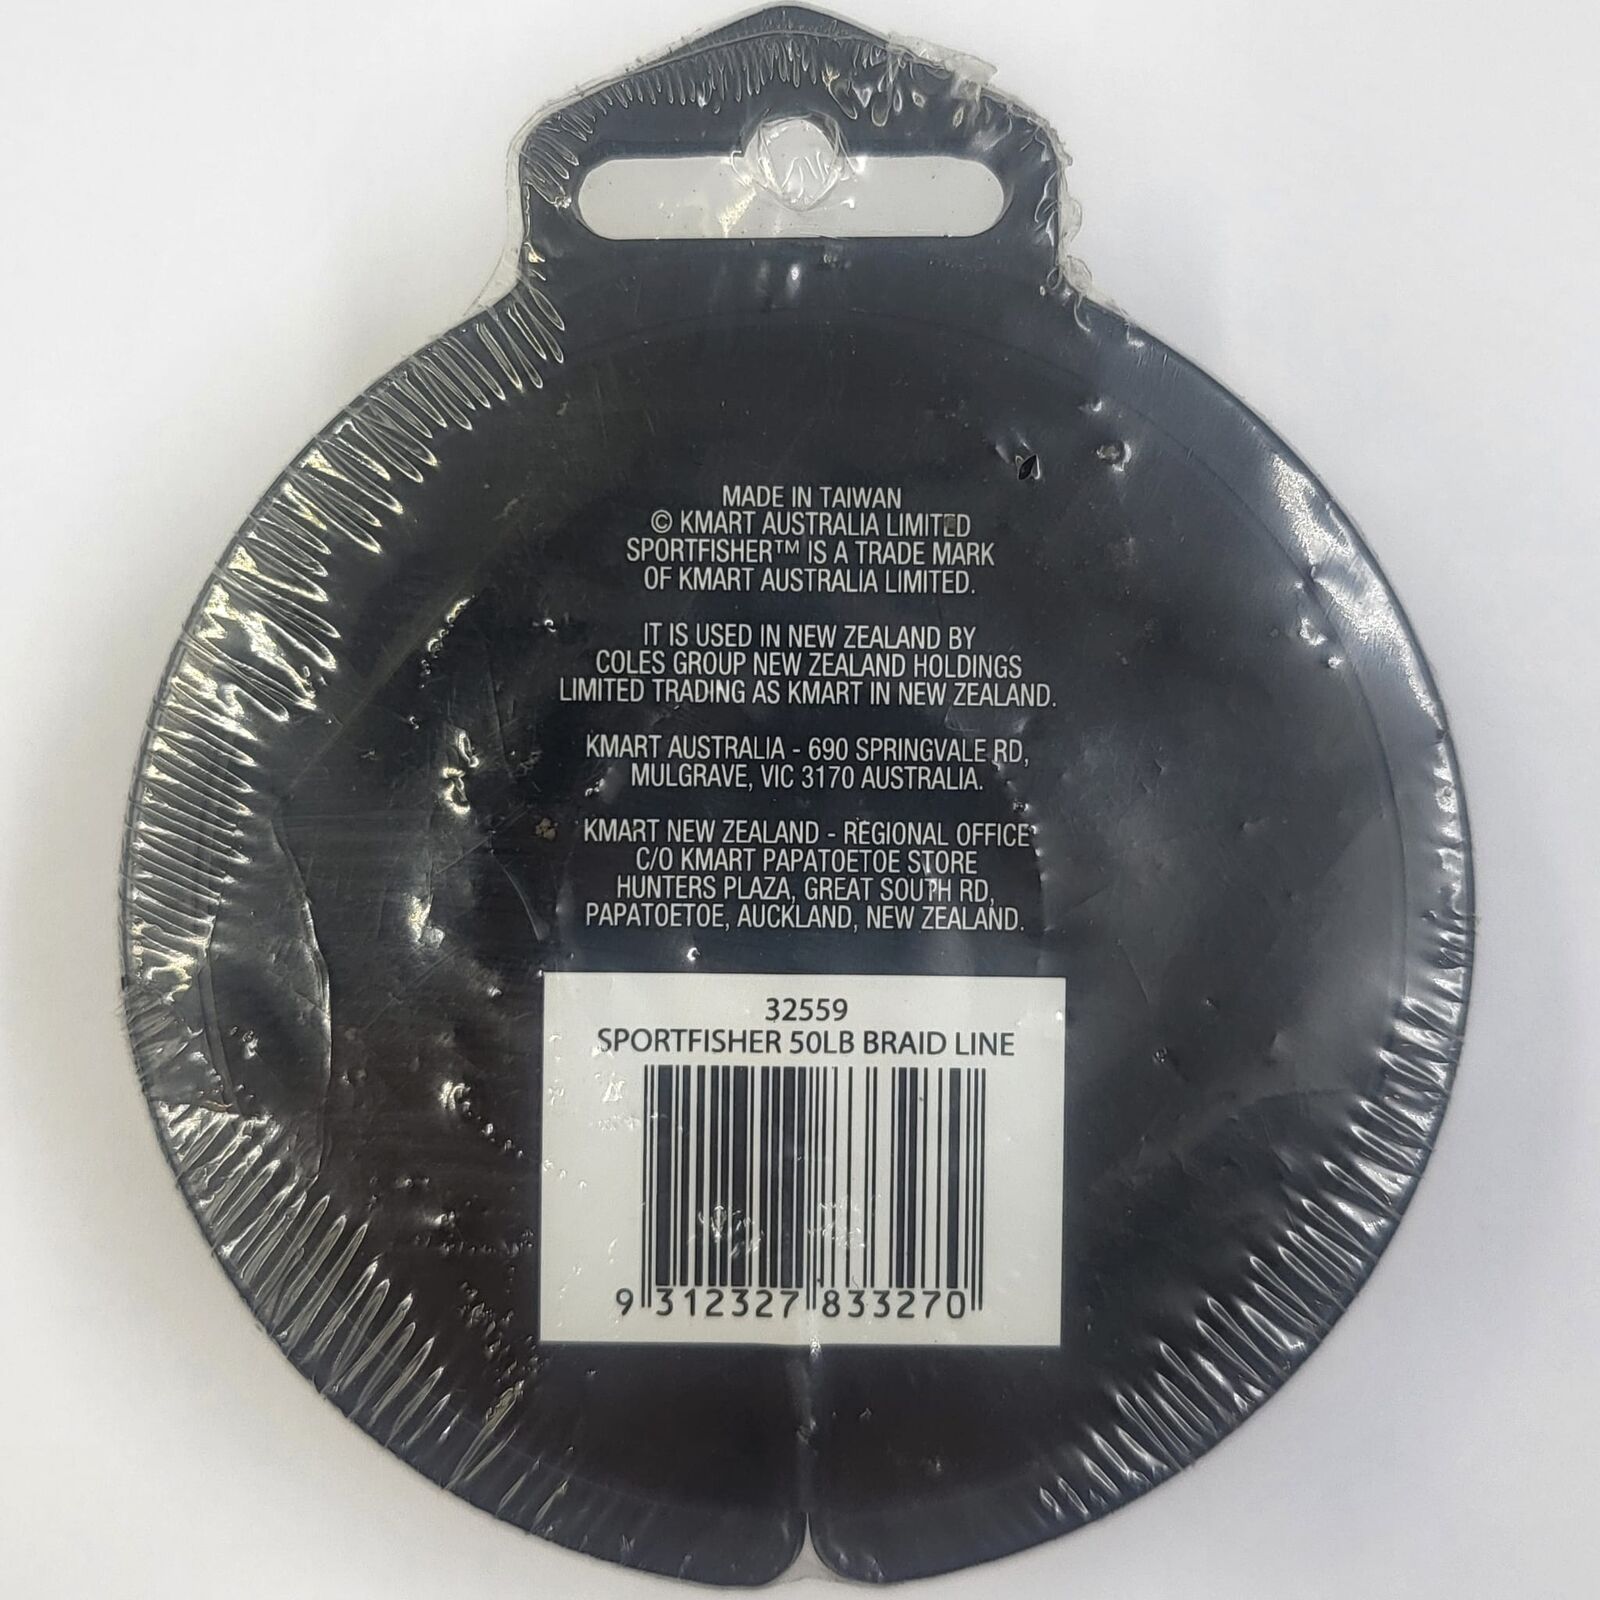 MADE IN TAIWAN
© KMART AUSTRALIA LIMITED
SPORTFISHER™ IS A TRADE MARK
OF KMART AUSTRALIA LIMITED.
IT IS USED IN NEW ZEALAND BY
COLES GROUP NEW ZEALAND HOLDINGS
LIMITED TRADING AS KMART IN NEW ZEALAND.
KMART AUSTRALIA - 690 SPRINGVALE RD,
MULGRAVE, VIC 3170 AUSTRALIA.
KMART NEW ZEALAND - REGIONAL OFFICE
C/O KMART PAPATOETOE STORE
HUNTERS PLAZA, GREAT SOUTH RD,
PAPATOETOE, AUCKLAND, NEW ZEALAND.
32559
SPORTFISHER 50LB BRAID LINE
9 312327 833270